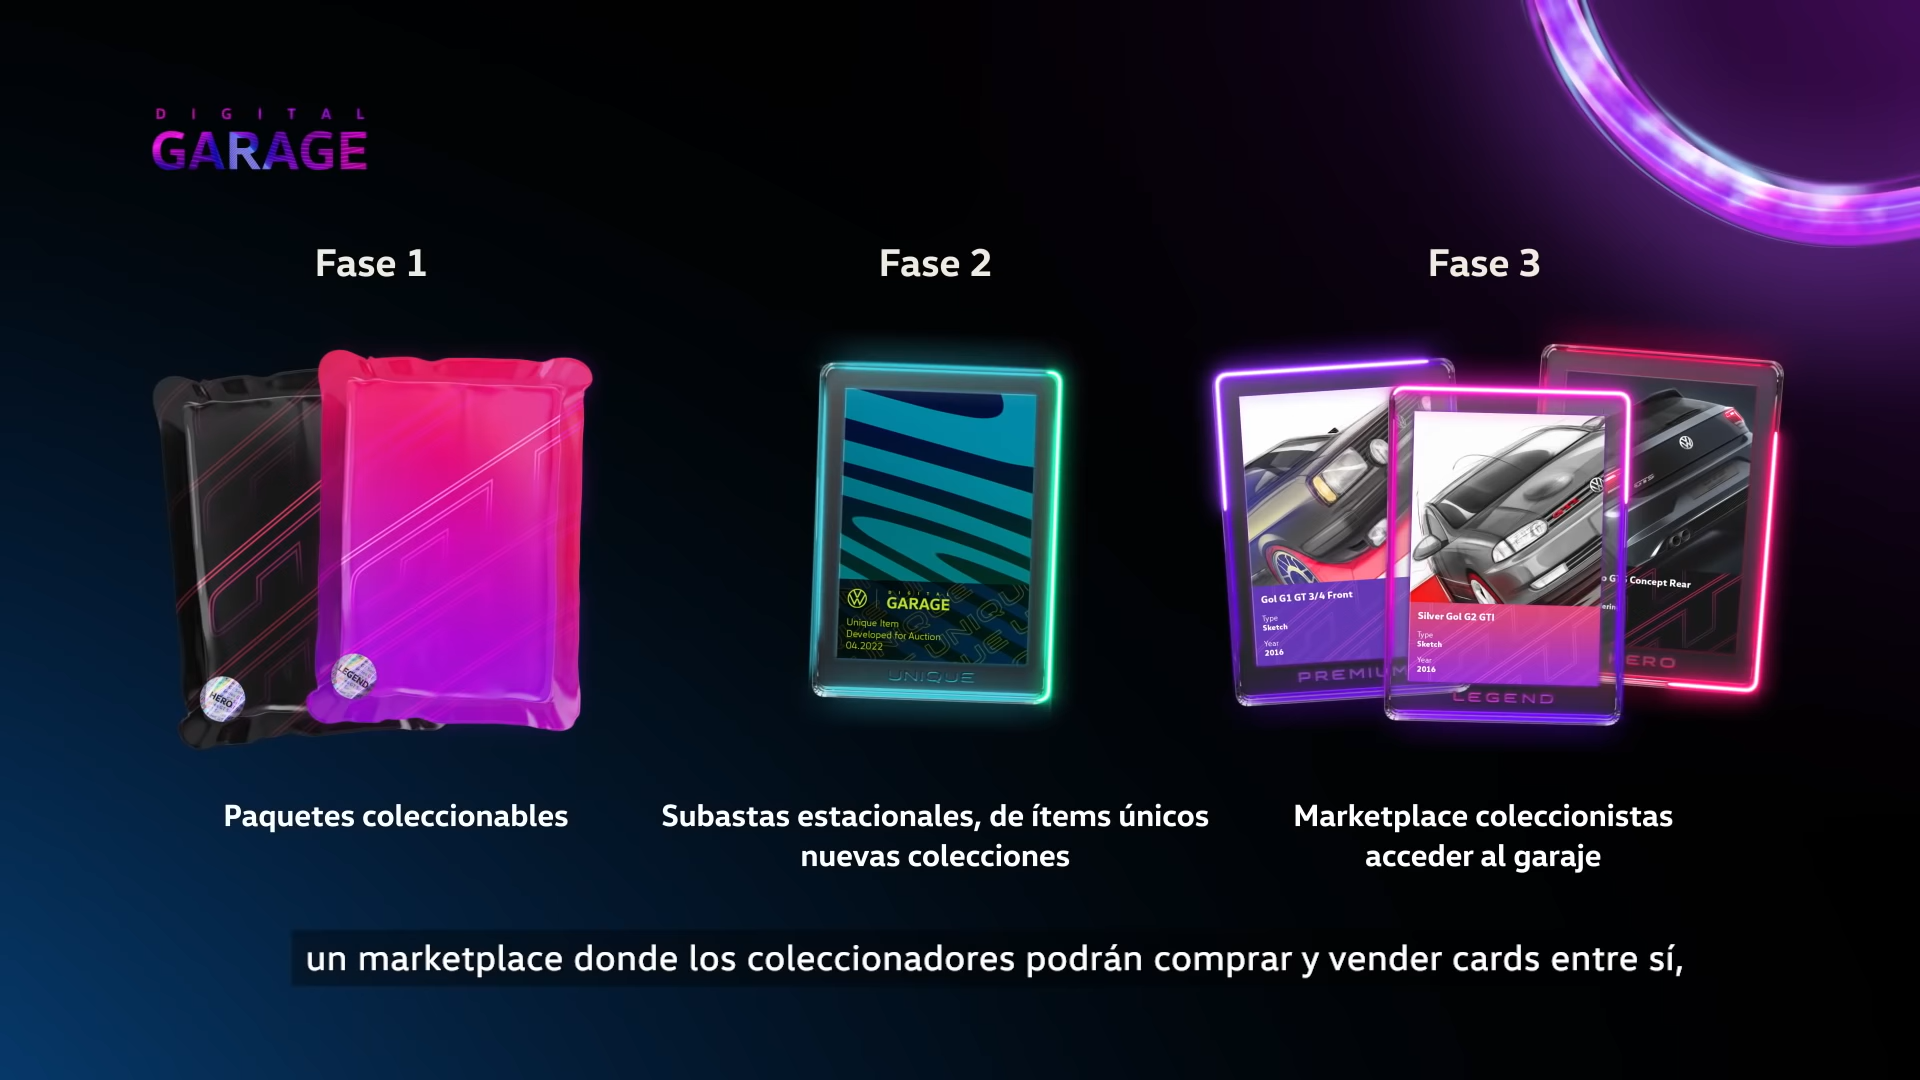 DIGITAL
GARAGE
Fase 1
Fase 2
Fase 3
HERO
LEGEND
DIGITAL
GARAGE
Unique Item
Developed for Auction
04.2022
UNIQUE
Gol G1 GT 3/4 Front
Type
Sketch
Year
2016
PREMIUM
Silver Gol G2 GTI
Type
Sketch
Year
2016
LEGEND
Concept Rear
HERO
Paquetes coleccionables
Subastas estacionales, de ítems únicos
nuevas colecciones
Marketplace coleccionistas
acceder al garaje
un marketplace donde los coleccionadores podrán comprar y vender cards entre sí,